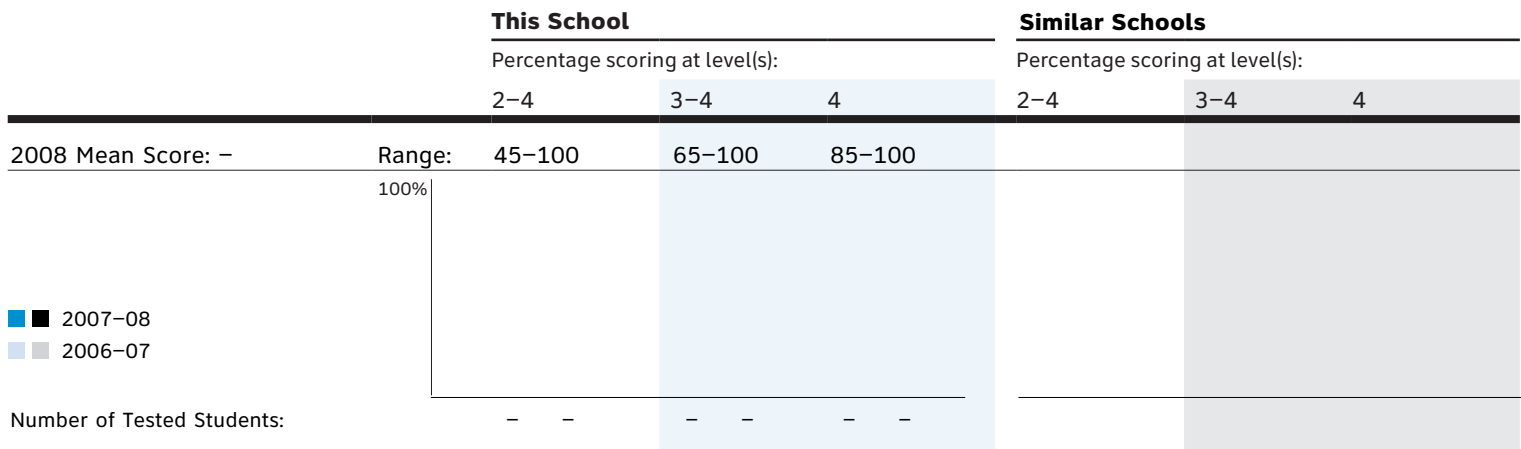 This School Similar Schools
Percentage scoring at level(s): Percentage scoring at level(s):
2–4 3–4 4 2–4 3–4 4
2008 Mean Score: – Range: 45–100 65–100 85–100
100%
2007–08
2006–07
Number of Tested Students: – – – – – –